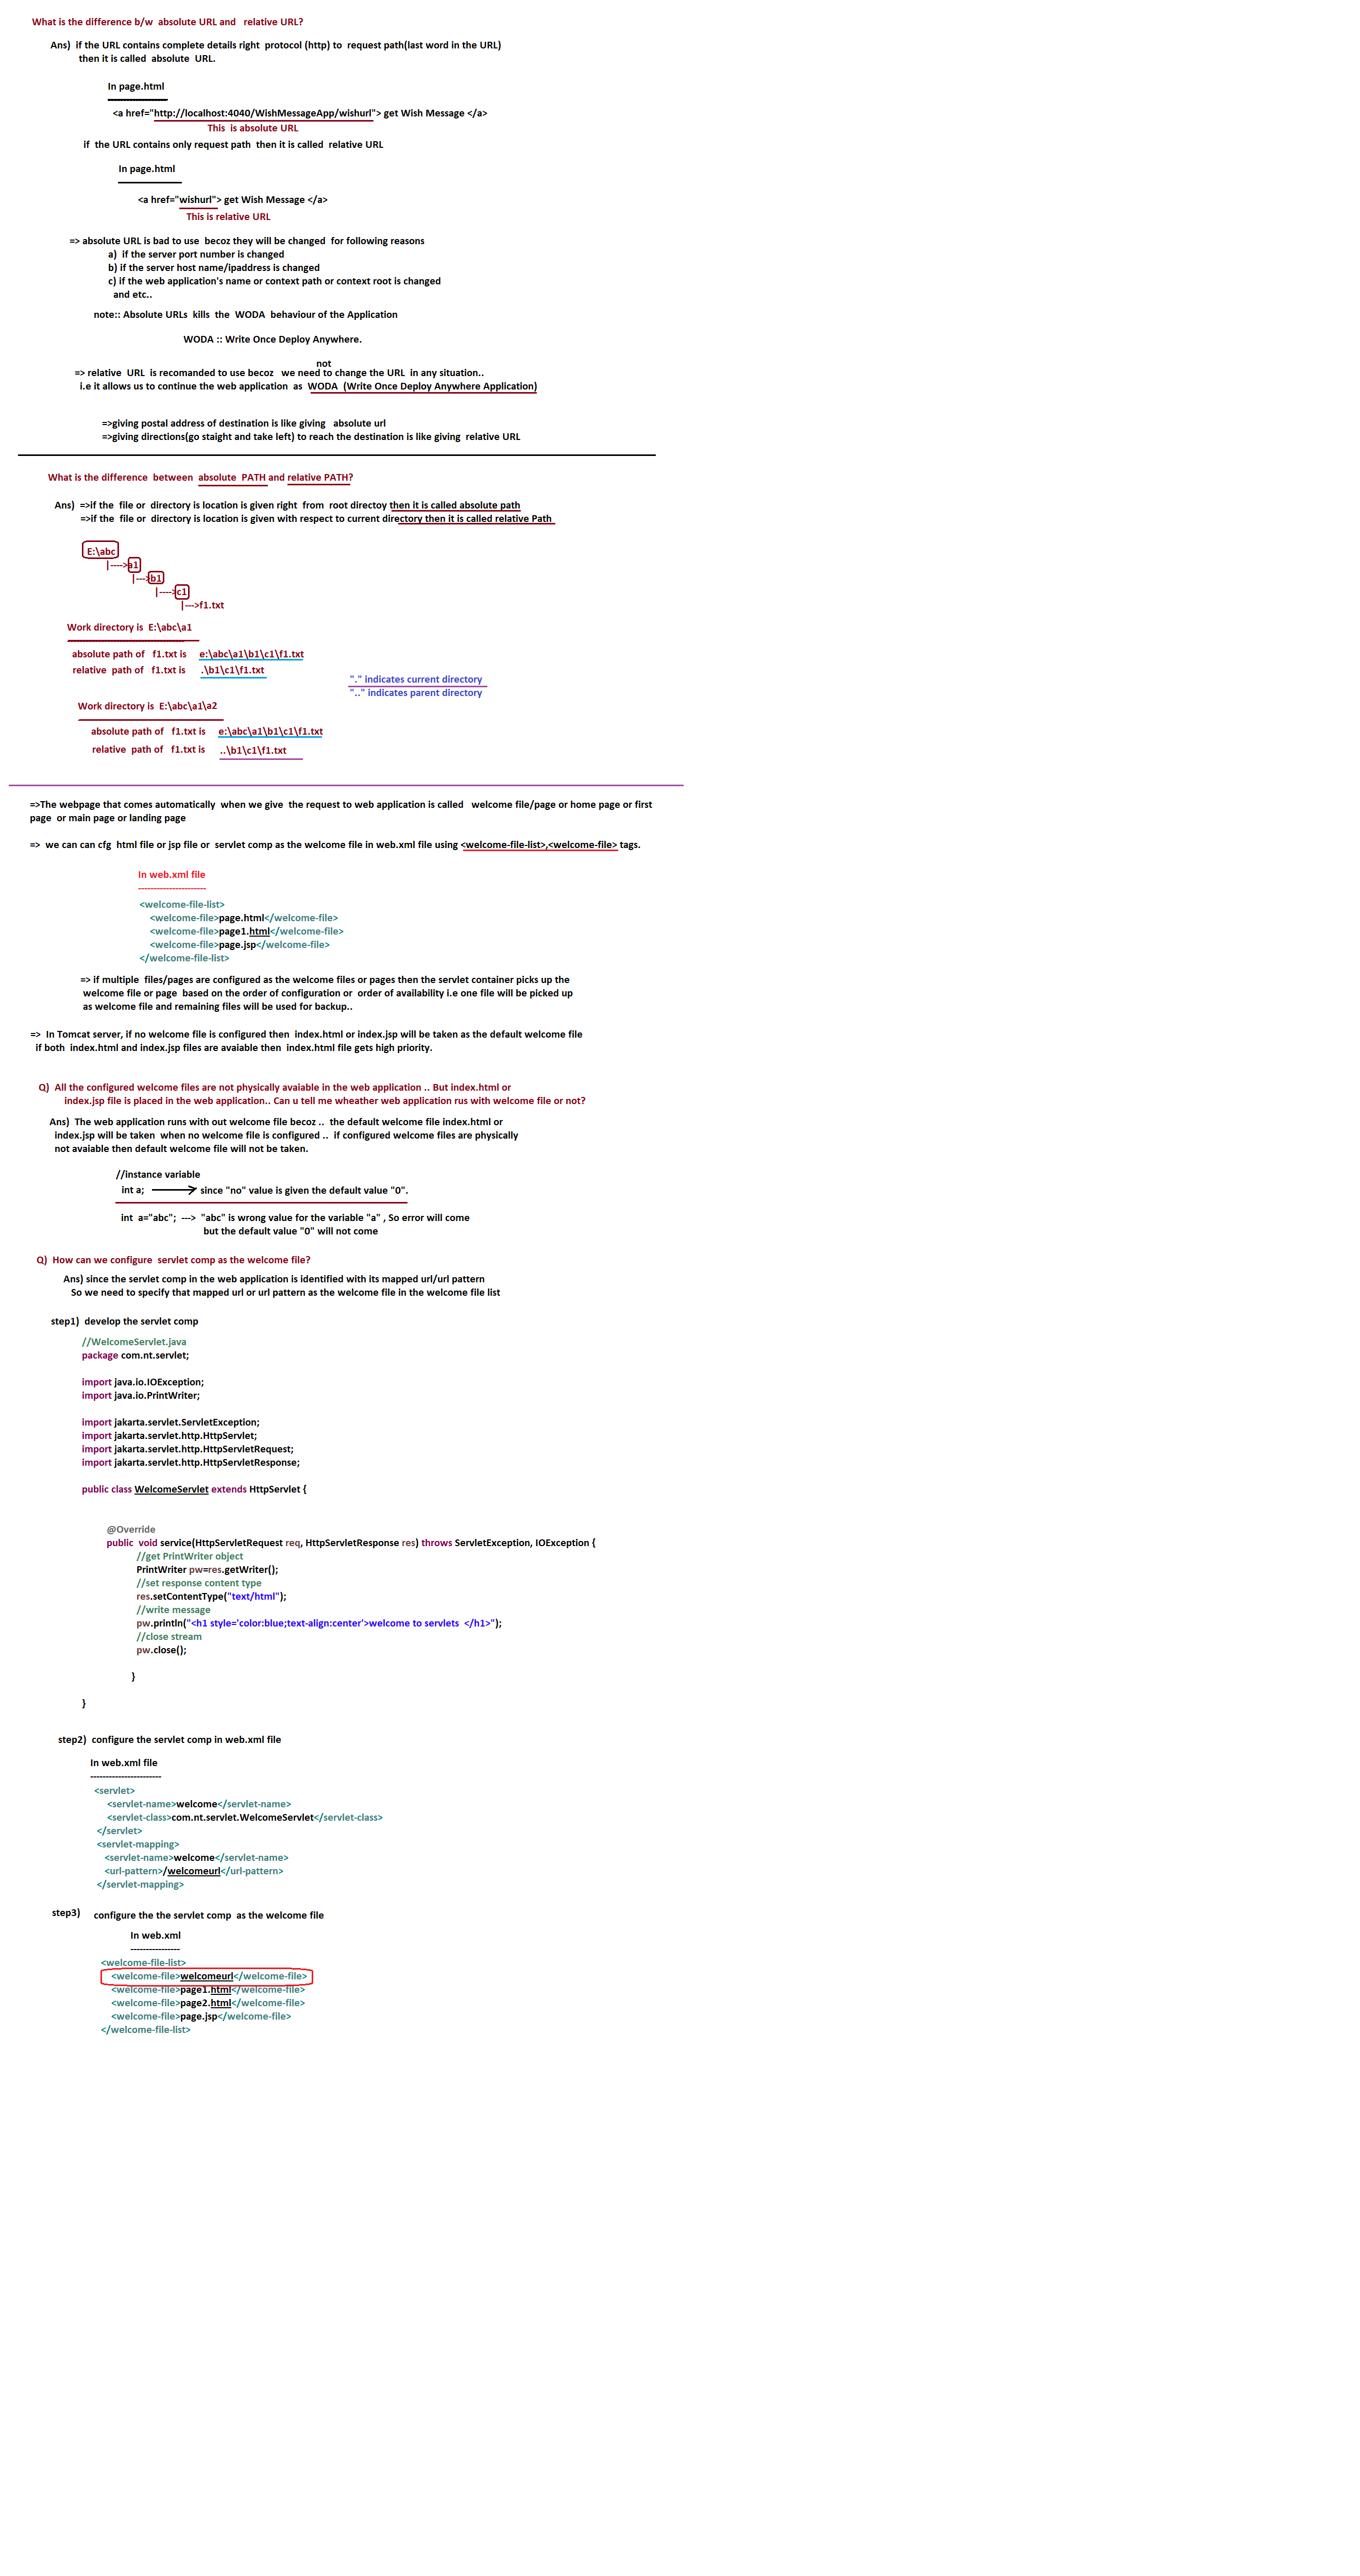 What is the difference b/w  absolute URL and   relative URL?
Ans)  if the URL contains complete details right  protocol (http) to  request path(last word in the URL)
then it is called  absolute  URL.
In page.html
-------------------
<a href="http://localhost:4040/WishMessageApp/wishurl"> get Wish Message </a>
This  is absolute URL
if  the URL contains only request path  then it is called  relative URL
In page.html
<a href="wishurl"> get Wish Message </a>
This is relative URL
=> absolute URL is bad to use  becoz they will be changed  for following reasons
a)  if the server port number is changed
b) if the server host name/ipaddress is changed
c) if the web application's name or context path or context root is changed
and etc..
note:: Absolute URLs  kills  the  WODA  behaviour of the Application
WODA :: Write Once Deploy Anywhere.
not
=> relative  URL  is recomanded to use becoz   we need to change the URL  in any situation..
i.e it allows us to continue the web application  as  WODA  (Write Once Deploy Anywhere Application)
=>giving postal address of destination is like giving   absolute url
=>giving directions(go staight and take left) to reach the destination is like giving  relative URL
What is the difference  between  absolute  PATH and relative PATH?
Ans)  =>if the  file or  directory is location is given right  from  root directoy then it is called absolute path
=>if the  file or  directory is location is given with respect to current directory then it is called relative Path
E:\abc
|---->a1
|--->b1
|---->c1
|--->f1.txt
Work directory is  E:\abc\a1
absolute path of   f1.txt is     e:\abc\a1\b1\c1\f1.txt
relative  path of   f1.txt is      .\b1\c1\f1.txt
"." indicates current directory
".." indicates parent directory
Work directory is  E:\abc\a1\a2
absolute path of   f1.txt is     e:\abc\a1\b1\c1\f1.txt
relative  path of   f1.txt is      ..\b1\c1\f1.txt
=>The webpage that comes automatically  when we give  the request to web application is called   welcome file/page or home page or first
page  or main page or landing page
=>  we can can cfg  html file or jsp file or  servlet comp as the welcome file in web.xml file using <welcome-file-list>,<welcome-file> tags.
In web.xml file
----------------------
<welcome-file-list>
<welcome-file>page.html</welcome-file>
<welcome-file>page1.html</welcome-file>
<welcome-file>page.jsp</welcome-file>
</welcome-file-list>
=> if multiple  files/pages are configured as the welcome files or pages then the servlet container picks up the
welcome file or page  based on the order of configuration or  order of availability i.e one file will be picked up
as welcome file and remaining files will be used for backup..
=>  In Tomcat server, if no welcome file is configured then  index.html or index.jsp will be taken as the default welcome file
if both  index.html and index.jsp files are avaiable then  index.html file gets high priority.
Q)  All the configured welcome files are not physically avaiable in the web application .. But index.html or
index.jsp file is placed in the web application.. Can u tell me wheather web application rus with welcome file or not?
Ans)  The web application runs with out welcome file becoz ..  the default welcome file index.html or
index.jsp will be taken  when no welcome file is configured ..  if configured welcome files are physically
not avaiable then default welcome file will not be taken.
//instance variable
int a;  since "no" value is given the default value "0".
int  a="abc";  --->  "abc" is wrong value for the variable "a" , So error will come
but the default value "0" will not come
Q)  How can we configure  servlet comp as the welcome file?
Ans) since the servlet comp in the web application is identified with its mapped url/url pattern
So we need to specify that mapped url or url pattern as the welcome file in the welcome file list
step1)  develop the servlet comp
//WelcomeServlet.java
package com.nt.servlet;
import java.io.IOException;
import java.io.PrintWriter;
import jakarta.servlet.ServletException;
import jakarta.servlet.http.HttpServlet;
import jakarta.servlet.http.HttpServletRequest;
import jakarta.servlet.http.HttpServletResponse;
public class WelcomeServlet extends HttpServlet {
@Override
public  void service(HttpServletRequest req, HttpServletResponse res) throws ServletException, IOException {
//get PrintWriter object
PrintWriter pw=res.getWriter();
//set response content type
res.setContentType("text/html");
//write message
pw.println("<h1 style='color:blue;text-align:center'>welcome to servlets  </h1>");
//close stream
pw.close();
}
}
step2)  configure the servlet comp in web.xml file
In web.xml file
-----------------------
<servlet>
<servlet-name>welcome</servlet-name>
<servlet-class>com.nt.servlet.WelcomeServlet</servlet-class>
</servlet>
<servlet-mapping>
<servlet-name>welcome</servlet-name>
<url-pattern>/welcomeurl</url-pattern>
</servlet-mapping>
step3)     configure the the servlet comp  as the welcome file
In web.xml
----------------
<welcome-file-list>
<welcome-file>welcomeurl</welcome-file>
<welcome-file>page1.html</welcome-file>
<welcome-file>page2.html</welcome-file>
<welcome-file>page.jsp</welcome-file>
</welcome-file-list>